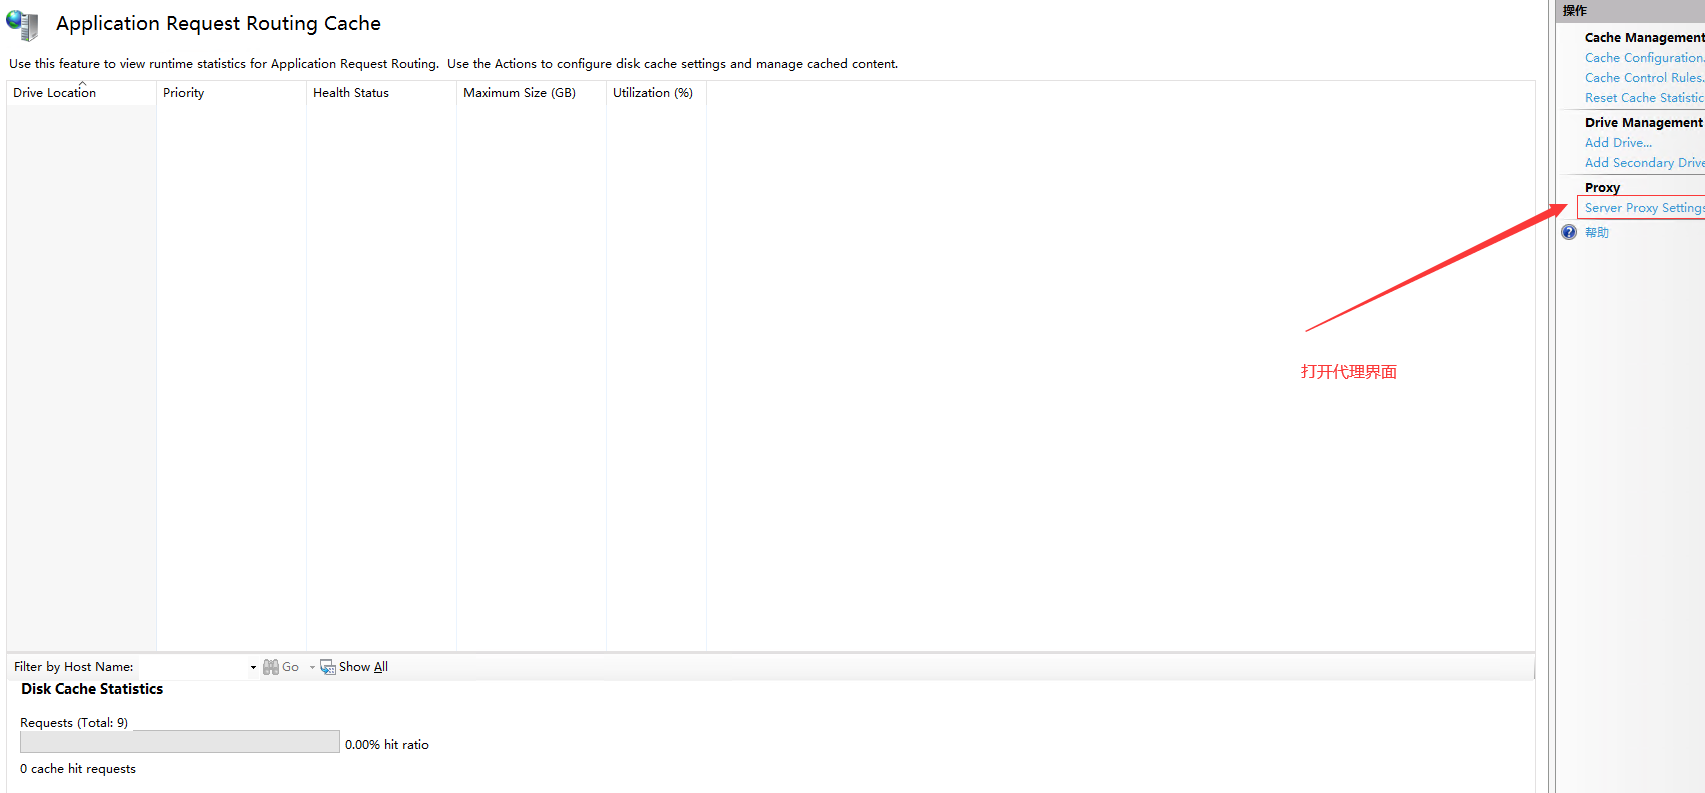 Application Request Routing Cache
Use this feature to view runtime statistics for Application Request Routing.  Use the Actions to configure disk cache settings and manage cached content.
Drive Location
Priority
Health Status
Maximum Size (GB)
Utilization (%)
打开代理界面
Filter by Host Name:
Go
Show All
Disk Cache Statistics
Requests (Total: 9)
0.00% hit ratio
0 cache hit requests
操作
Cache Management
Cache Configuration.
Cache Control Rules.
Reset Cache Statistic
Drive Management
Add Drive...
Add Secondary Drive
Proxy
Server Proxy Settings
帮助